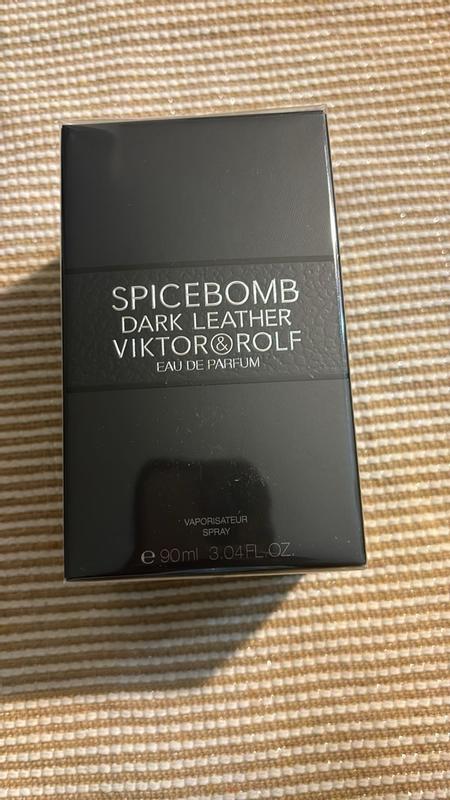 SPICEBOMB
DARK LEATHER
VIKTOR&ROLF
EAU DE PARFUM
VAPORISATEUR
SPRAY
e 90ml 3.04FL.OZ.